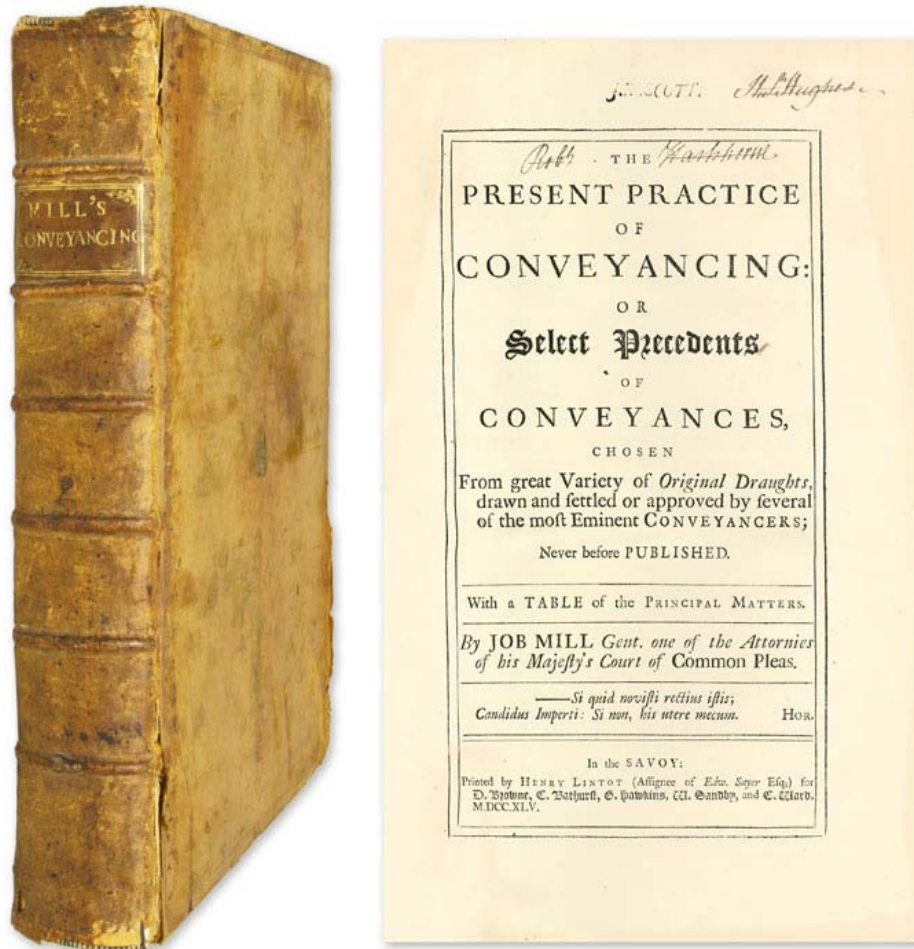 MILL'S
CONVEYANCING
Hughes
Robt
THE
PRESENT PRACTICE
OF
CONVEYANCING:
OR
Select Precedents
OF
CONVEYANCES,
CHOSEN
From great Variety of Original Draughts,
drawn and ſettled or approved by ſeveral
of the moſt Eminent CONVEYANCERS;
Never before PUBLISHED.
With a TABLE of the PRINCIPAL MATTERS.
By JOB MILL Gent. one of the Attornies
of his Majeſty's Court of Common Pleas.
——Si quid noviſti rectius iſtis;
Candidus Imperti: Si non, his utere mecum. HOR.
In the SAVOY:
Printed by HENRY LINTOT (Aſſignee of Edw. Sayer Eſq;) for
D. Browne, C. Bathurſt, G. Hawkins, W. Sandby, and C. Ward.
M.DCC.XLV.